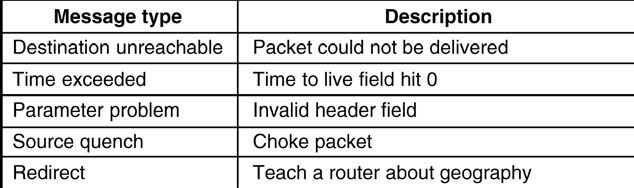 Message type Description
Destination unreachable Packet could not be delivered
Time exceeded Time to live field hit 0
Parameter problem Invalid header field
Source quench Choke packet
Redirect Teach a router about geography